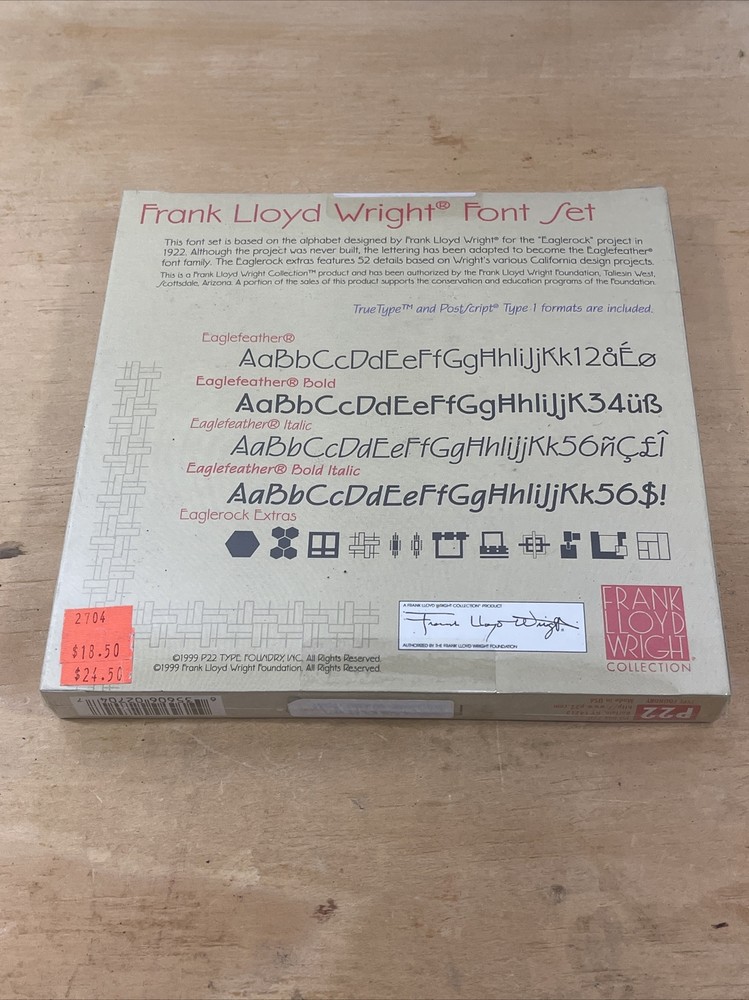 Frank Lloyd Wright® Font Set
This font set is based on the alphabet designed by Frank Lloyd Wright® for the "Eaglerock" project in
1922. Although the project was never built, the lettering has been adapted to become the Eaglefeather®
font family. The Eaglerock extras features 52 details based on Wright's various California design projects.
This is a Frank Lloyd Wright Collection™ product and has been authorized by the Frank Lloyd Wright Foundation, Taliesin West,
Scottsdale, Arizona. A portion of the sales of this product supports the conservation and education programs of the Foundation.
TrueType™ and PostScript® Type 1 formats are included.
Eaglefeather®
AaBbCcDdEeFfGgHhIiJjKk12åÉø
Eaglefeather® Bold
AaBbCcDdEeFfGgHhIiJjK34üß
Eaglefeather® Italic
AaBbCcDdEeFfGgHhIiJjKk56ñÇ£Î
Eaglefeather® Bold Italic
AaBbCcDdEeFfGgHhIiJjKk56$!
Eaglerock Extras
2704
$18.50
$24.50
©1999 P22 TYPE FOUNDRY, INC. All Rights Reserved.
©1999 Frank Lloyd Wright Foundation. All Rights Reserved.
A FRANK LLOYD WRIGHT COLLECTION™ PRODUCT
Frank Lloyd Wright
AUTHORIZED BY THE FRANK LLOYD WRIGHT FOUNDATION
FRANK
LLOYD
WRIGHT
COLLECTION
P22